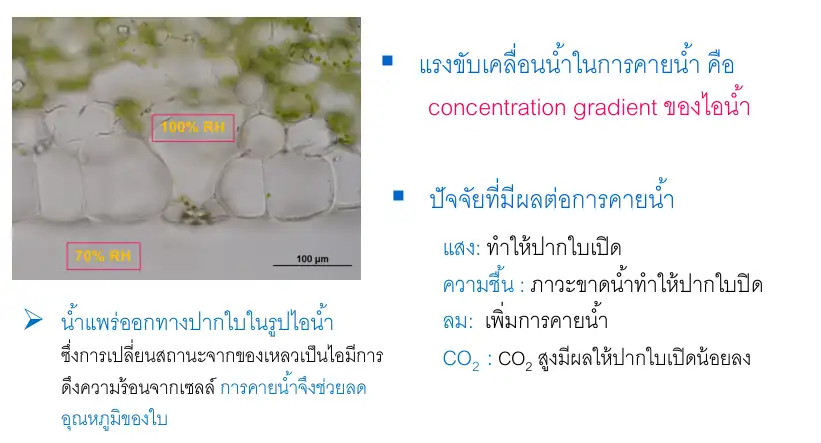 100% RH
70% RH
100 µm
➢ น้ำแพร่ออกทางปากใบในรูปไอน้ำ
ซึ่งการเปลี่ยนสถานะจากของเหลวเป็นไอมีการ
ดึงความร้อนจากเซลล์ การคายน้ำจึงช่วยลด
อุณหภูมิของใบ
▪ แรงขับเคลื่อนน้ำในการคายน้ำ คือ
concentration gradient ของไอน้ำ
▪ ปัจจัยที่มีผลต่อการคายน้ำ
แสง: ทำให้ปากใบเปิด
ความชื้น : ภาวะขาดน้ำทำให้ปากใบปิด
ลม: เพิ่มการคายน้ำ
CO₂ : CO₂ สูงมีผลให้ปากใบเปิดน้อยลง